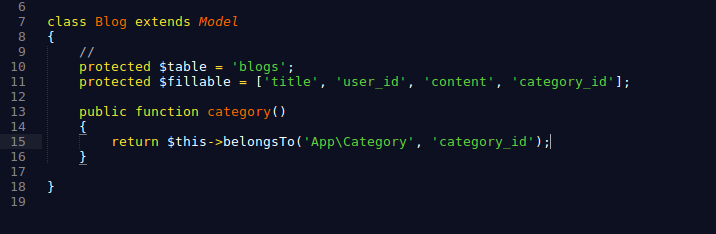 6
7 class Blog extends Model
8 {
9     //
10     protected $table = 'blogs';
11     protected $fillable = ['title', 'user_id', 'content', 'category_id'];
12
13     public function category()
14     {
15         return $this->belongsTo('App\Category', 'category_id');
16     }
17
18 }
19